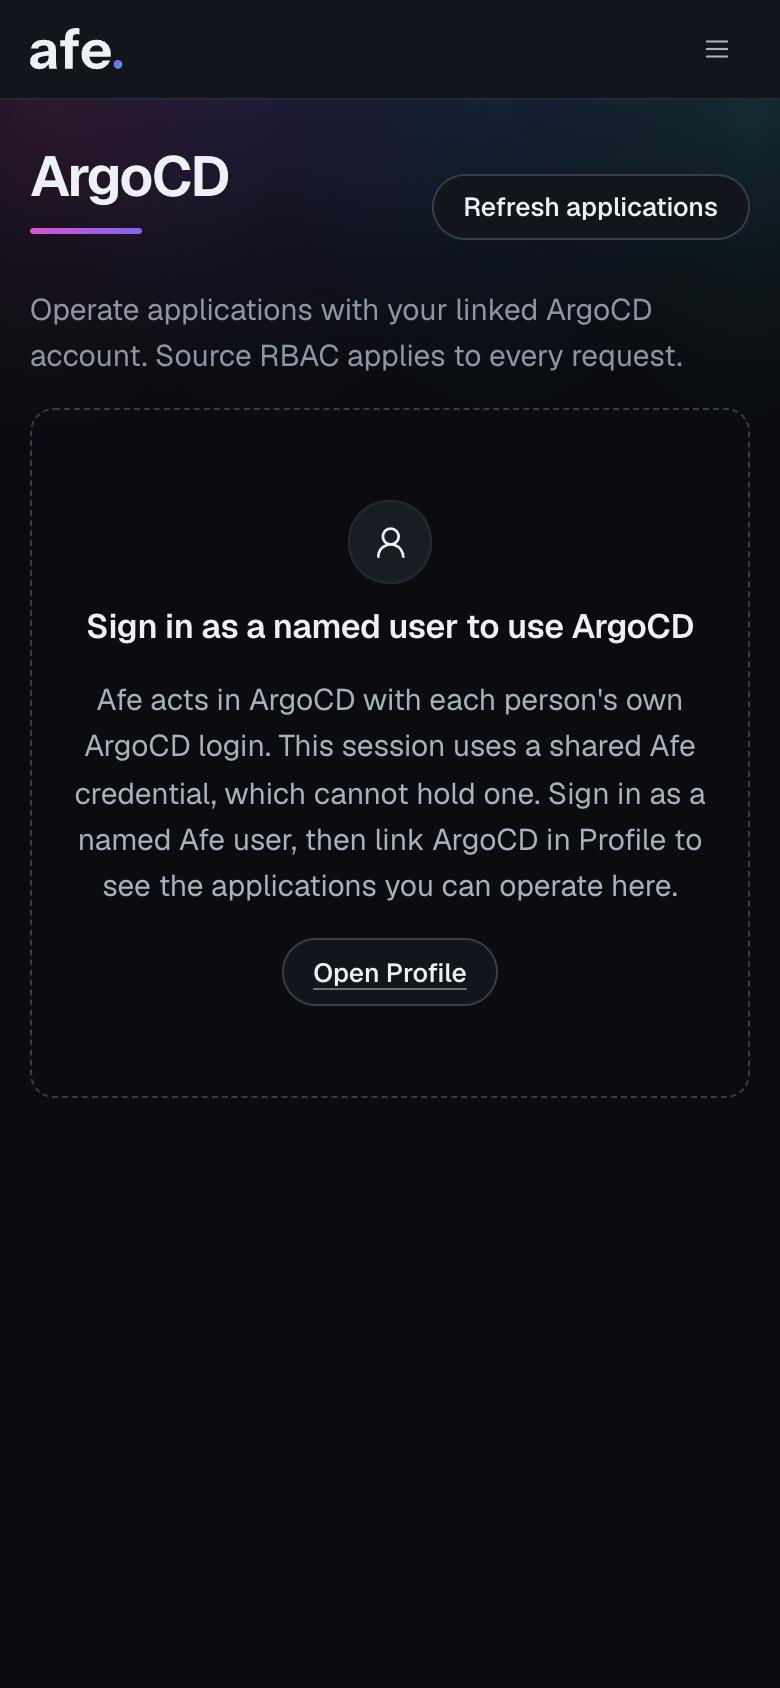 afe.
ArgoCD
Refresh applications
Operate applications with your linked ArgoCD
account. Source RBAC applies to every request.
Sign in as a named user to use ArgoCD
Afe acts in ArgoCD with each person's own
ArgoCD login. This session uses a shared Afe
credential, which cannot hold one. Sign in as a
named Afe user, then link ArgoCD in Profile to
see the applications you can operate here.
Open Profile